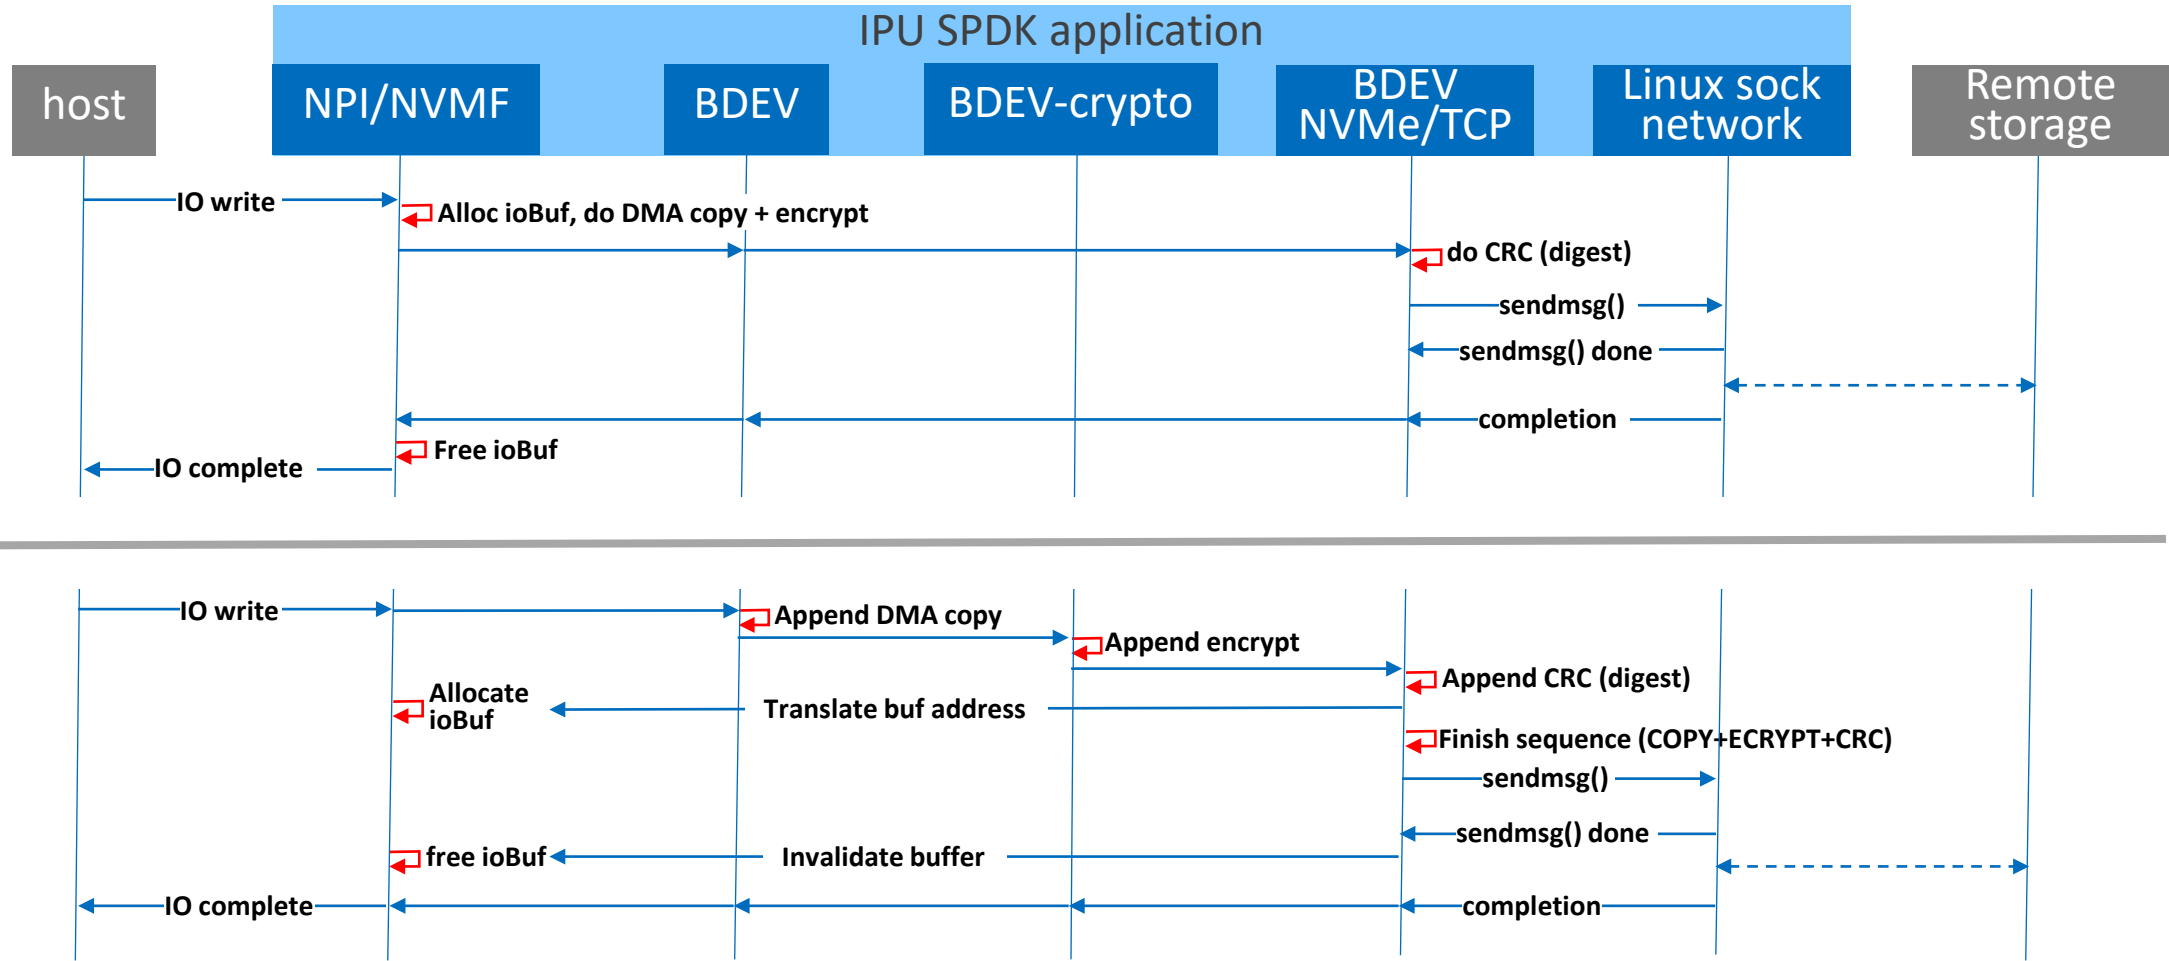 IPU SPDK application
host
NPI/NVMF
BDEV
BDEV-crypto
BDEV
NVMe/TCP
Linux sock
network
Remote
storage
IO write
Alloc ioBuf, do DMA copy + encrypt
do CRC (digest)
sendmsg()
sendmsg() done
completion
Free ioBuf
IO complete
IO write
Append DMA copy
Append encrypt
Append CRC (digest)
Allocate
ioBuf
Translate buf address
Finish sequence (COPY+ECRYPT+CRC)
sendmsg()
sendmsg() done
free ioBuf
Invalidate buffer
IO complete
completion